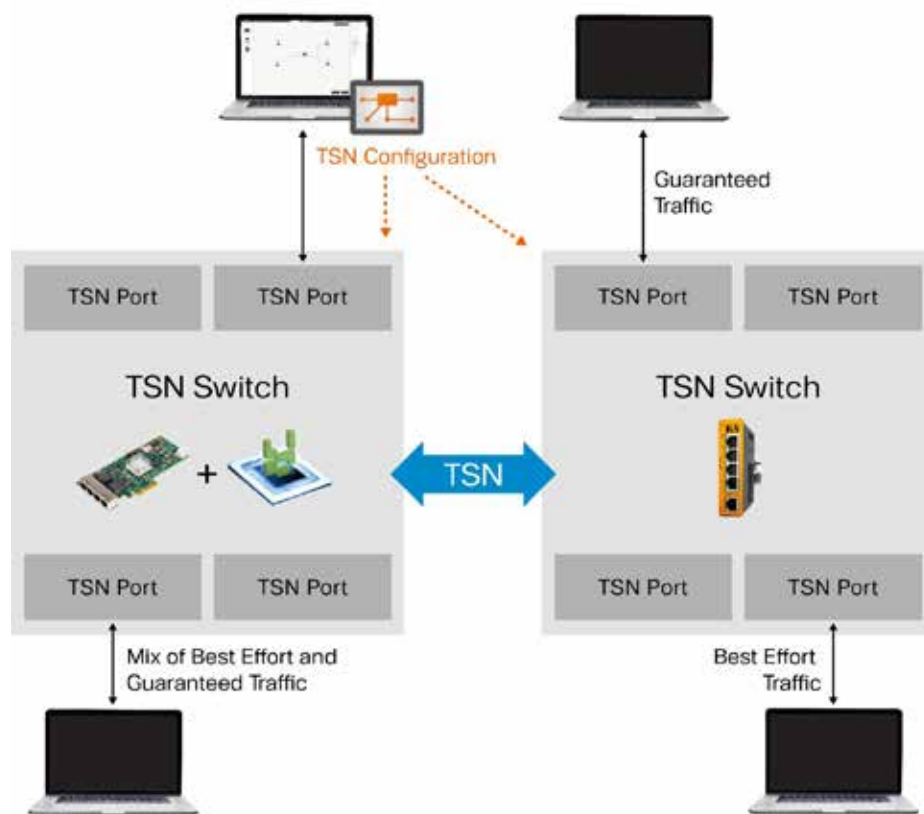 TSN Configuration
Guaranteed
Traffic
TSN Port
TSN Port
TSN Port
TSN Port
TSN Switch
TSN Switch
TSN
TSN Port
TSN Port
TSN Port
TSN Port
Mix of Best Effort and
Guaranteed Traffic
Best Effort
Traffic